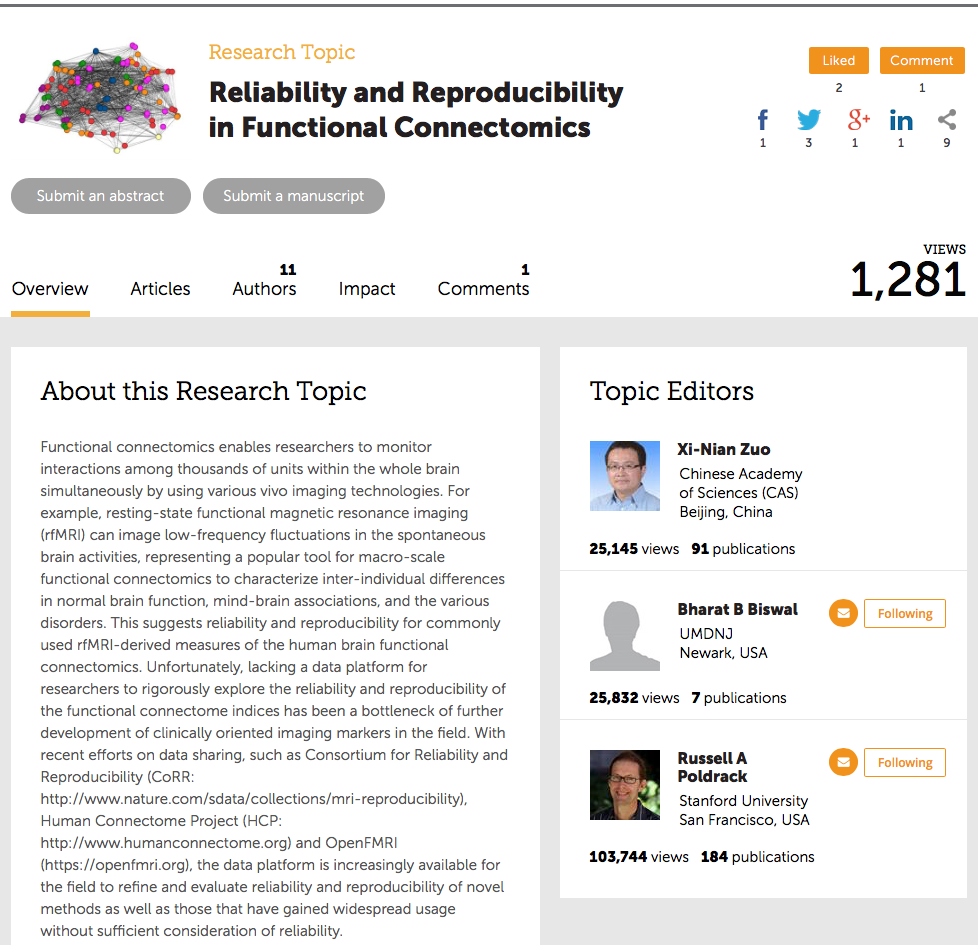 Research Topic
Reliability and Reproducibility
in Functional Connectomics
Liked
Comment
2
1
f
g+
in
1
3
1
1
9
Submit an abstract
Submit a manuscript
VIEWS
1,281
11
1
Overview
Articles
Authors
Impact
Comments
About this Research Topic
Functional connectomics enables researchers to monitor
interactions among thousands of units within the whole brain
simultaneously by using various vivo imaging technologies. For
example, resting-state functional magnetic resonance imaging
(rfMRI) can image low-frequency fluctuations in the spontaneous
brain activities, representing a popular tool for macro-scale
functional connectomics to characterize inter-individual differences
in normal brain function, mind-brain associations, and the various
disorders. This suggests reliability and reproducibility for commonly
used rfMRI-derived measures of the human brain functional
connectomics. Unfortunately, lacking a data platform for
researchers to rigorously explore the reliability and reproducibility of
the functional connectome indices has been a bottleneck of further
development of clinically oriented imaging markers in the field. With
recent efforts on data sharing, such as Consortium for Reliability and
Reproducibility (CoRR:
http://www.nature.com/sdata/collections/mri-reproducibility),
Human Connectome Project (HCP:
http://www.humanconnectome.org) and OpenFMRI
(https://openfmri.org), the data platform is increasingly available for
the field to refine and evaluate reliability and reproducibility of novel
methods as well as those that have gained widespread usage
without sufficient consideration of reliability.
Topic Editors
Xi-Nian Zuo
Chinese Academy
of Sciences (CAS)
Beijing, China
25,145 views 91 publications
Bharat B Biswal
Following
UMDNJ
Newark, USA
25,832 views 7 publications
Russell A
Poldrack
Following
Stanford University
San Francisco, USA
103,744 views 184 publications